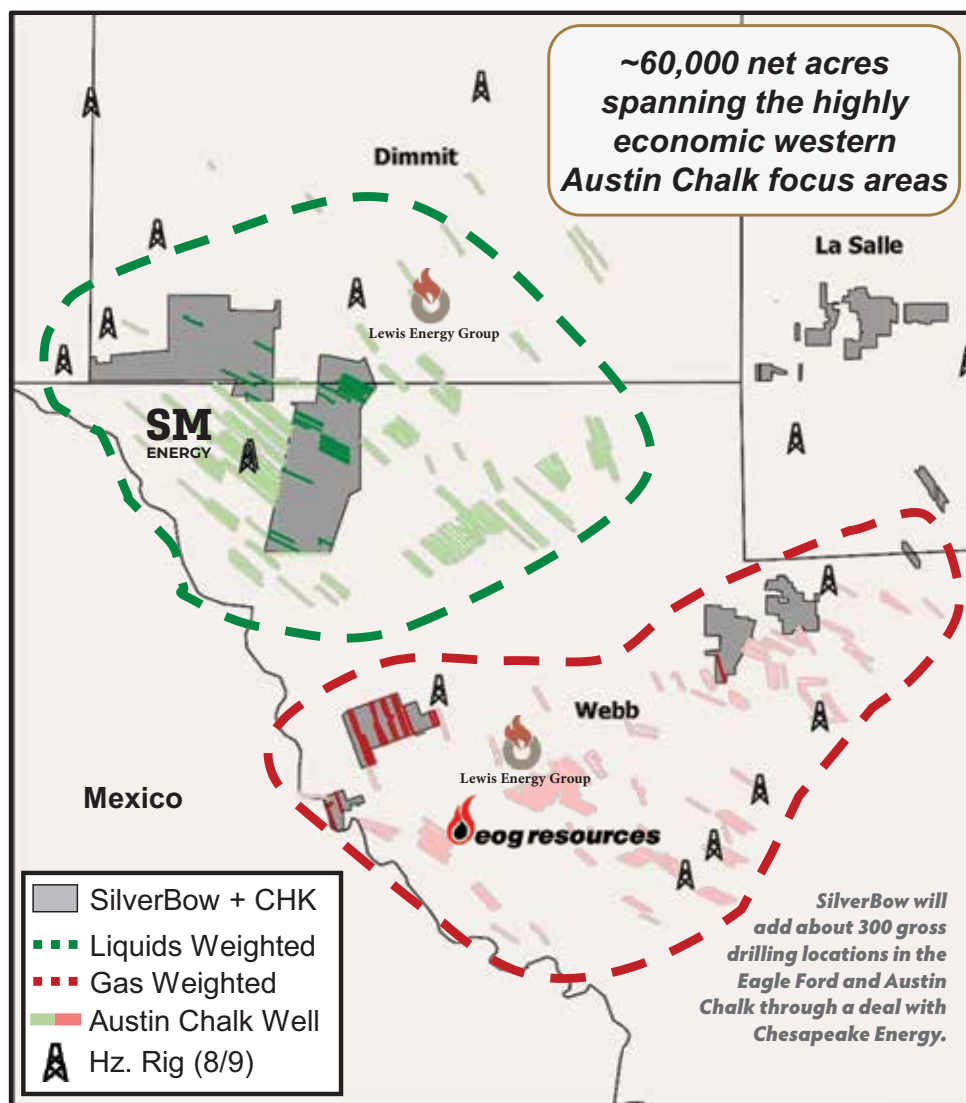 ~60,000 net acres
spanning the highly
economic western
Austin Chalk focus areas
Dimmit
La Salle
Lewis Energy Group
SM
ENERGY
Webb
Lewis Energy Group
Mexico
eog resources
SilverBow + CHK
Liquids Weighted
Gas Weighted
Austin Chalk Well
Hz. Rig (8/9)
SilverBow will
add about 300 gross
drilling locations in the
Eagle Ford and Austin
Chalk through a deal with
Chesapeake Energy.